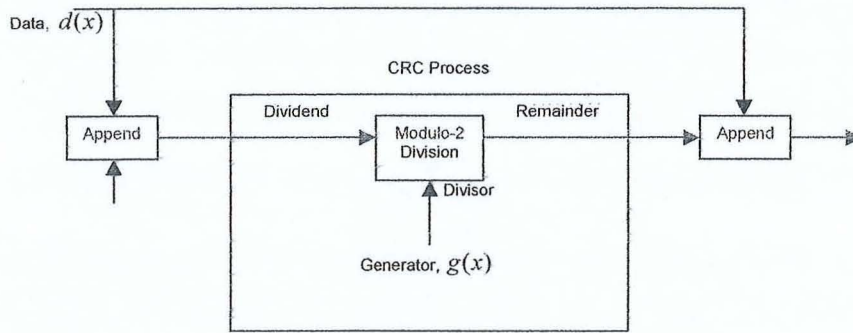 Data, d(x)
CRC Process
Append
Dividend
Modulo-2
Division
Remainder
Append
Divisor
Generator, g(x)